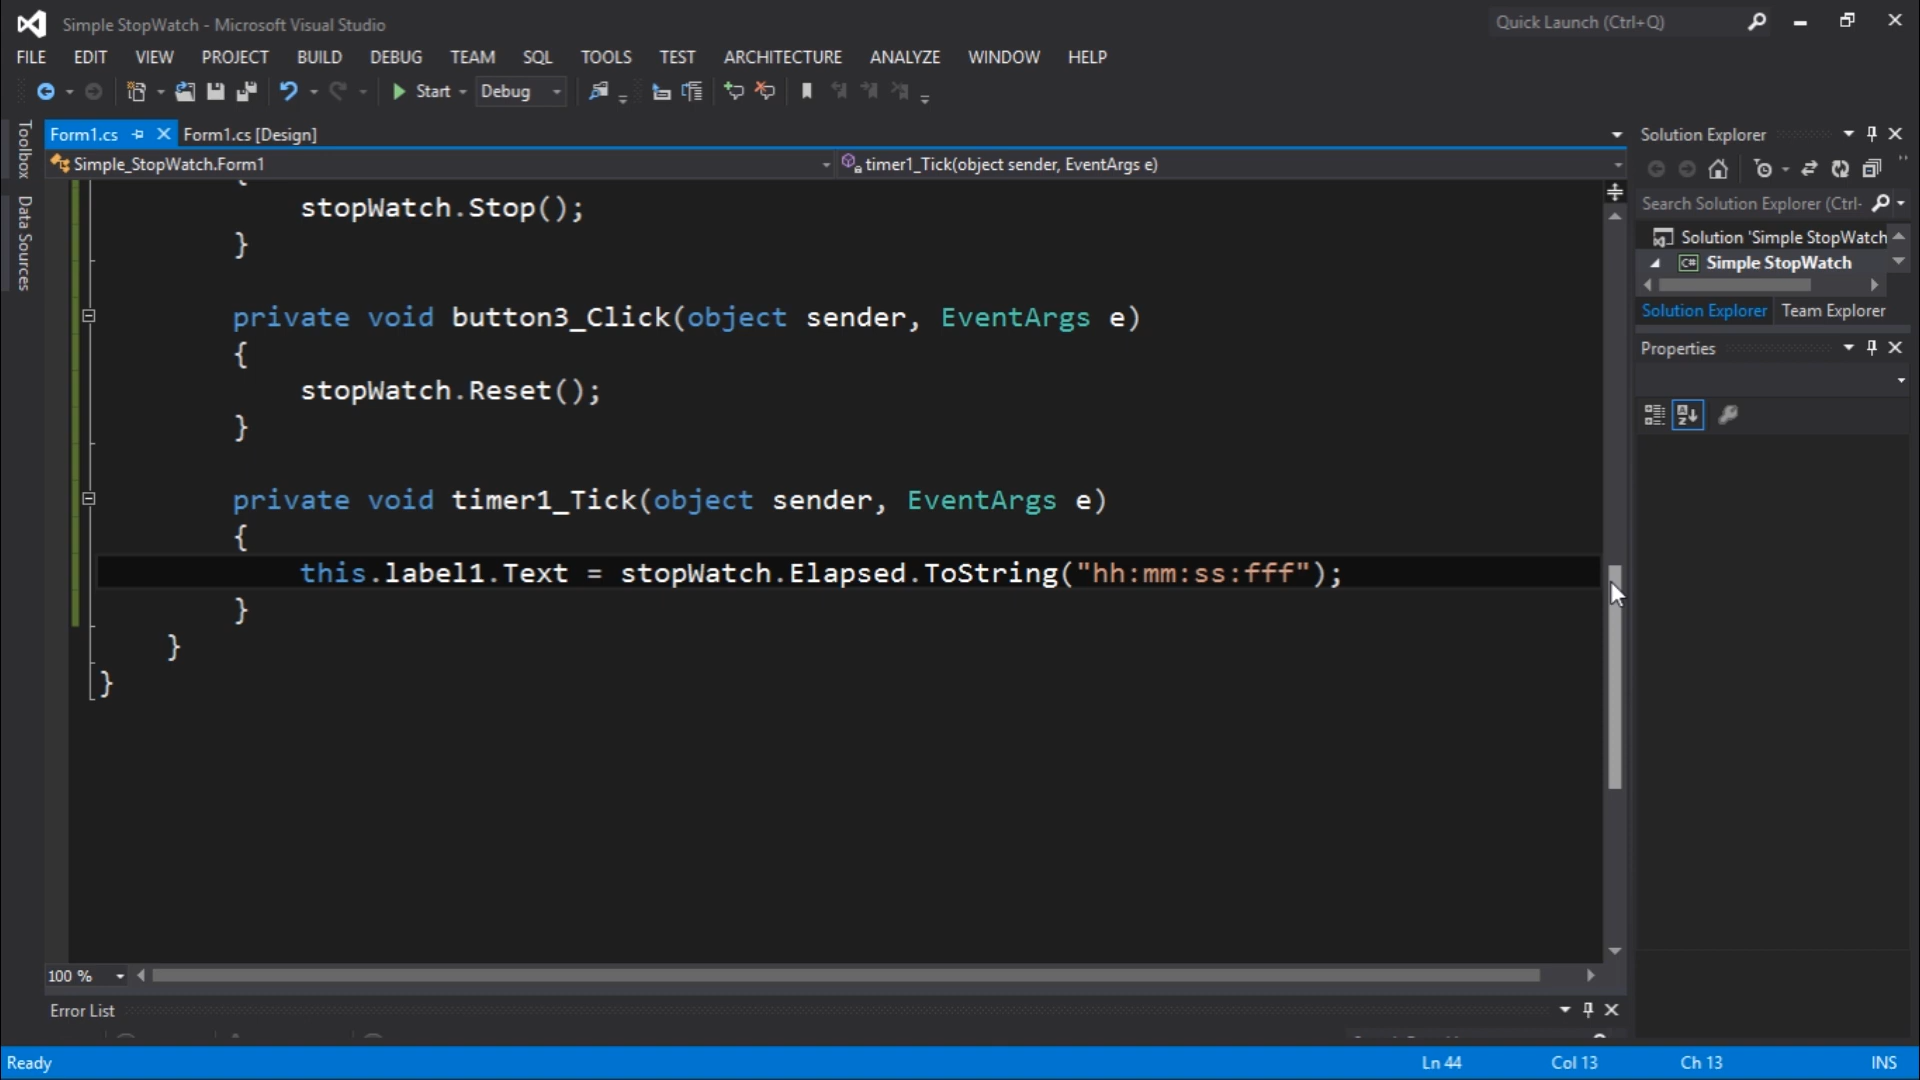 Simple StopWatch - Microsoft Visual Studio
Quick Launch (Ctrl+Q)
FILE EDIT VIEW PROJECT BUILD DEBUG TEAM SQL TOOLS TEST ARCHITECTURE ANALYZE WINDOW HELP
Start Debug
Toolbox
Data Sources
Form1.cs Form1.cs [Design]
Simple_StopWatch.Form1 timer1_Tick(object sender, EventArgs e)
{
stopWatch.Stop();
}
private void button3_Click(object sender, EventArgs e)
{
stopWatch.Reset();
}
private void timer1_Tick(object sender, EventArgs e)
{
this.label1.Text = stopWatch.Elapsed.ToString("hh:mm:ss:fff");
}
}
}
100 %
Error List
Solution Explorer
Search Solution Explorer (Ctrl-
Solution 'Simple StopWatch
C# Simple StopWatch
Solution Explorer Team Explorer
Properties
Ready Ln 44 Col 13 Ch 13 INS